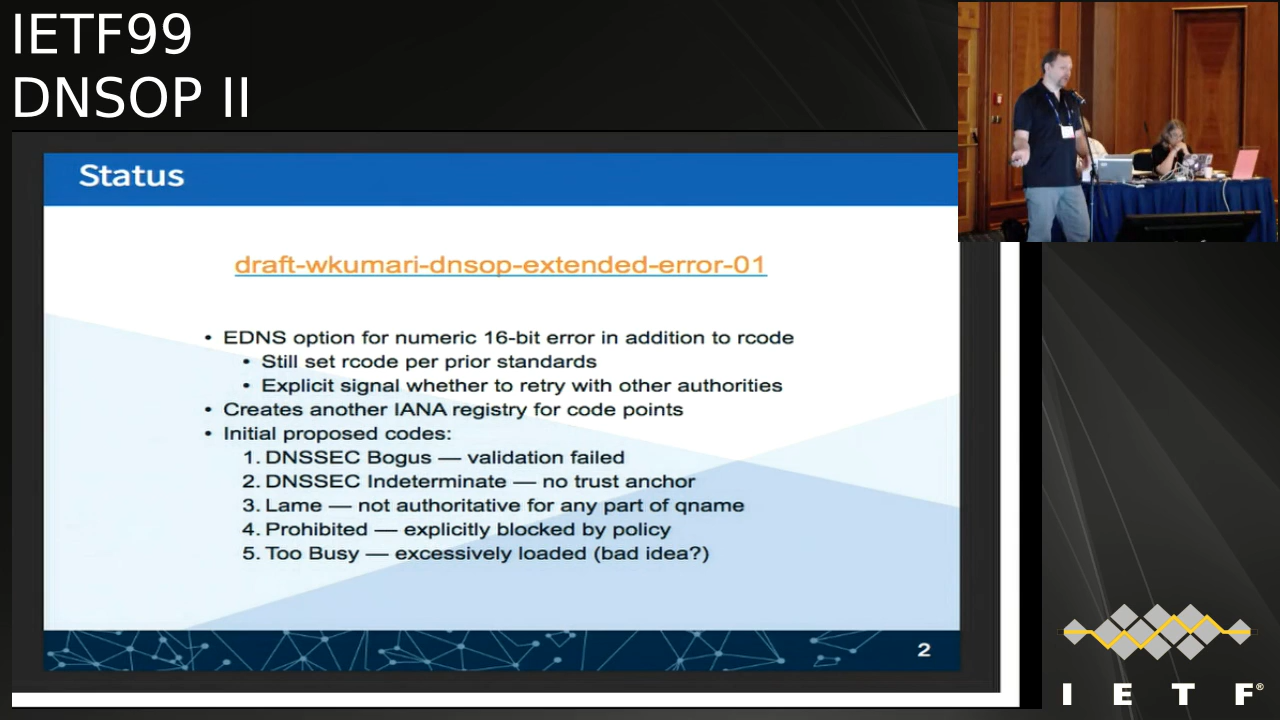 IETF99
DNSOP II
Status
draft-wkumari-dnsop-extended-error-01
• EDNS option for numeric 16-bit error in addition to rcode
• Still set rcode per prior standards
• Explicit signal whether to retry with other authorities
• Creates another IANA registry for code points
• Initial proposed codes:
1. DNSSEC Bogus — validation failed
2. DNSSEC Indeterminate — no trust anchor
3. Lame — not authoritative for any part of qname
4. Prohibited — explicitly blocked by policy
5. Too Busy — excessively loaded (bad idea?)
2
I E T F®